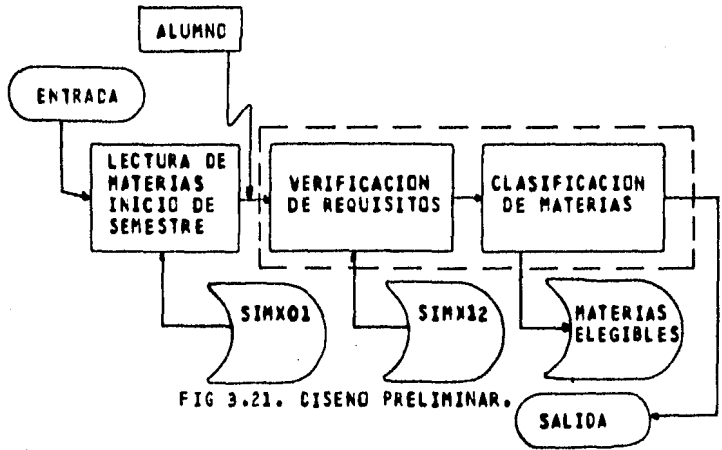 ALUMNO
ENTRADA
LECTURA DE
MATERIAS
INICIO DE
SEMESTRE
VERIFICACION
DE REQUISITOS
CLASIFICACION
DE MATERIAS
SIMX01
SIMX12
MATERIAS
ELEGIBLES
FIG 3.21. CISENO PRELIMINAR.
SALIDA